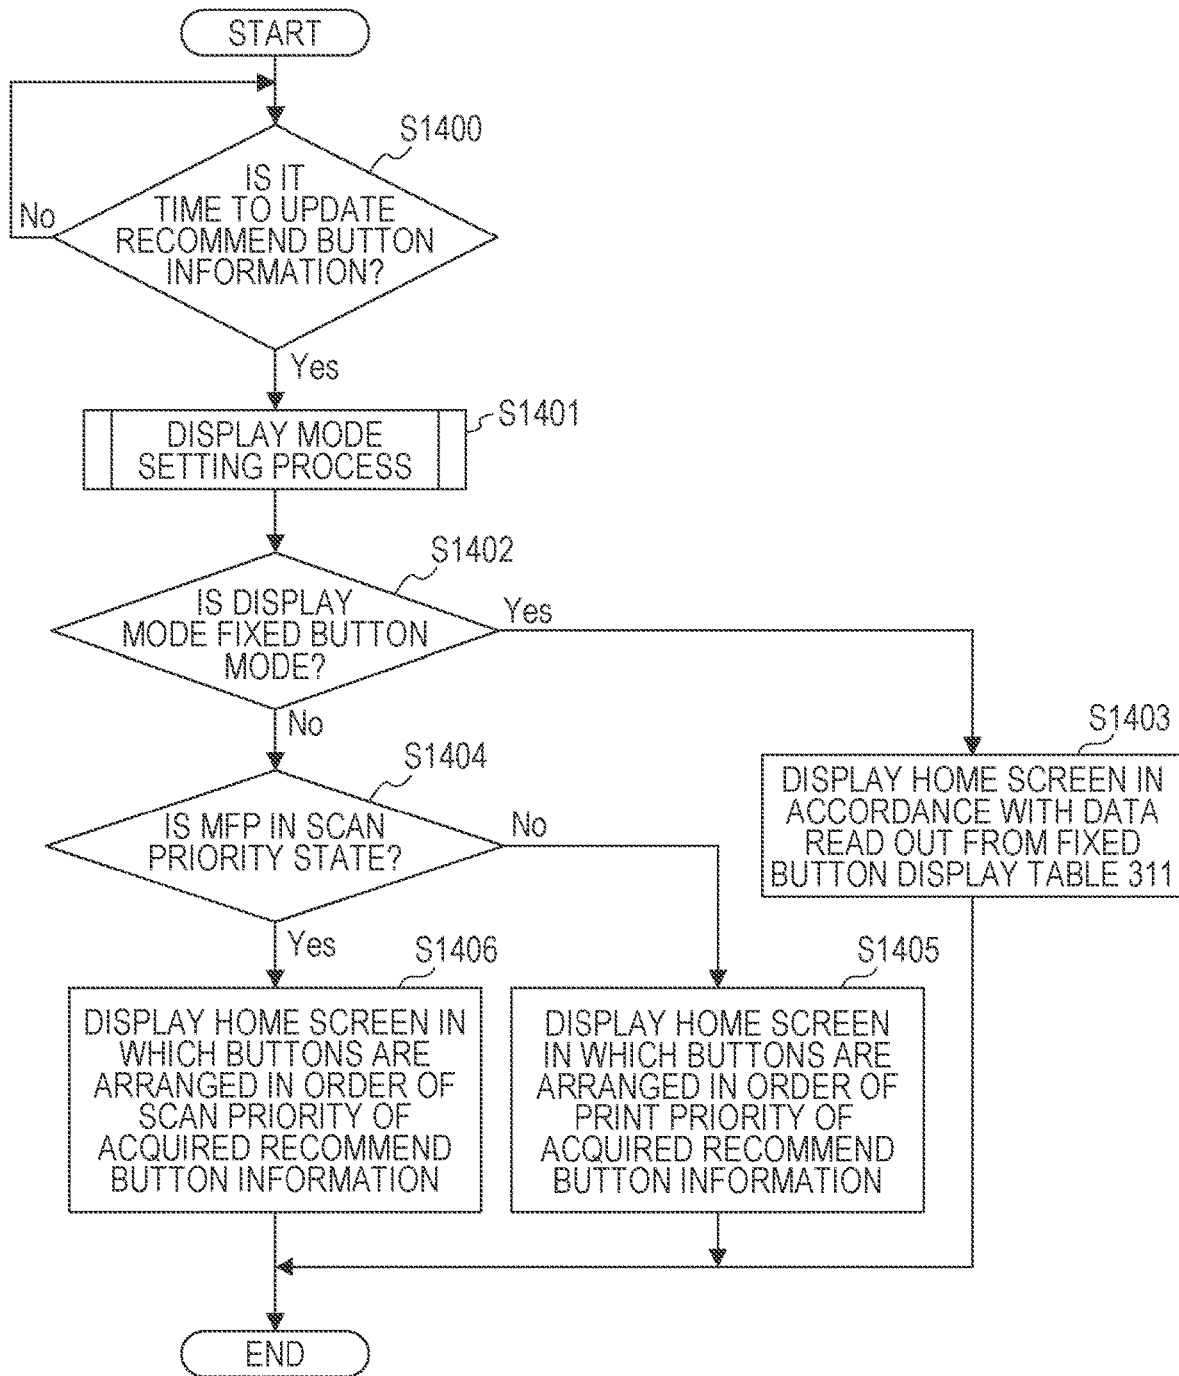 START
S1400
IS IT
TIME TO UPDATE
RECOMMEND BUTTON
INFORMATION?
No
Yes
S1401
DISPLAY MODE
SETTING PROCESS
S1402
IS DISPLAY
MODE FIXED BUTTON
MODE?
Yes
No
S1403
DISPLAY HOME SCREEN IN
ACCORDANCE WITH DATA
READ OUT FROM FIXED
BUTTON DISPLAY TABLE 311
S1404
IS MFP IN SCAN
PRIORITY STATE?
No
Yes
S1406
DISPLAY HOME SCREEN IN
WHICH BUTTONS ARE
ARRANGED IN ORDER OF
SCAN PRIORITY OF
ACQUIRED RECOMMEND
BUTTON INFORMATION
S1405
DISPLAY HOME SCREEN
IN WHICH BUTTONS ARE
ARRANGED IN ORDER OF
PRINT PRIORITY OF
ACQUIRED RECOMMEND
BUTTON INFORMATION
END